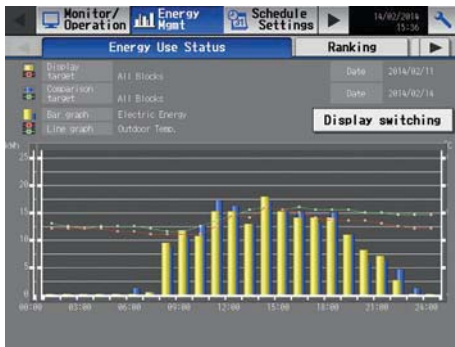 Monitor/ Operation
Energy Mgmt
Schedule Settings
14/02/2014 15:36
Energy Use Status
Ranking
Display target
All Blocks
Date 2014/02/11
Comparison target
All Blocks
Date 2014/02/14
Bar graph
Electric Energy
Line graph
Outdoor Temp.
Display switching
kWh
℃
25
20
15
10
5
0
00:00 03:00 06:00 09:00 12:00 15:00 18:00 21:00 24:00